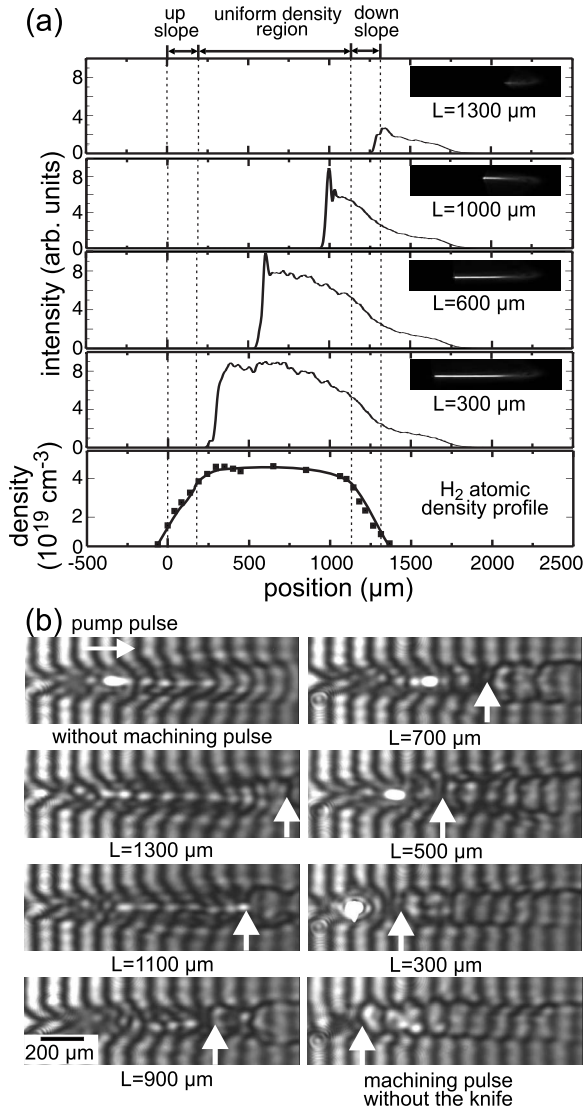 (a)
up
slope
uniform density
region
down
slope
8
4
0
L=1300 µm
8
4
0
L=1000 µm
8
4
0
L=600 µm
8
4
0
L=300 µm
intensity (arb. units)
4
2
0
density
(10^19 cm^-3)
H2 atomic
density profile
-500 0 500 1000 1500 2000 2500
position (µm)
(b)
pump pulse
without machining pulse
L=700 µm
L=1300 µm
L=500 µm
L=1100 µm
L=300 µm
200 µm
L=900 µm
machining pulse
without the knife